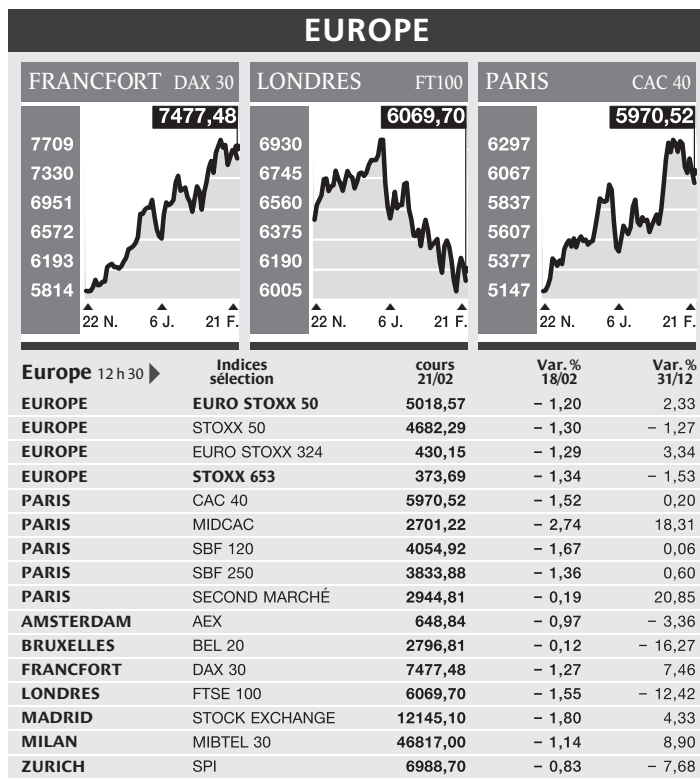 EUROPE
FRANCFORT DAX 30
7477,48
7709
7330
6951
6572
6193
5814
22 N. 6 J. 21 F.
LONDRES FT100
6069,70
6930
6745
6560
6375
6190
6005
22 N. 6 J. 21 F.
PARIS CAC 40
5970,52
6297
6067
5837
5607
5377
5147
22 N. 6 J. 21 F.
Europe 12 h 30 Indices sélection cours 21/02 Var. % 18/02 Var. % 31/12
EUROPE EURO STOXX 50 5018,57 – 1,20 2,33
EUROPE STOXX 50 4682,29 – 1,30 – 1,27
EUROPE EURO STOXX 324 430,15 – 1,29 3,34
EUROPE STOXX 653 373,69 – 1,34 – 1,53
PARIS CAC 40 5970,52 – 1,52 0,20
PARIS MIDCAC 2701,22 – 2,74 18,31
PARIS SBF 120 4054,92 – 1,67 0,06
PARIS SBF 250 3833,88 – 1,36 0,60
PARIS SECOND MARCHÉ 2944,81 – 0,19 20,85
AMSTERDAM AEX 648,84 – 0,97 – 3,36
BRUXELLES BEL 20 2796,81 – 0,12 – 16,27
FRANCFORT DAX 30 7477,48 – 1,27 7,46
LONDRES FTSE 100 6069,70 – 1,55 – 12,42
MADRID STOCK EXCHANGE 12145,10 – 1,80 4,33
MILAN MIBTEL 30 46817,00 – 1,14 8,90
ZURICH SPI 6988,70 – 0,83 – 7,68